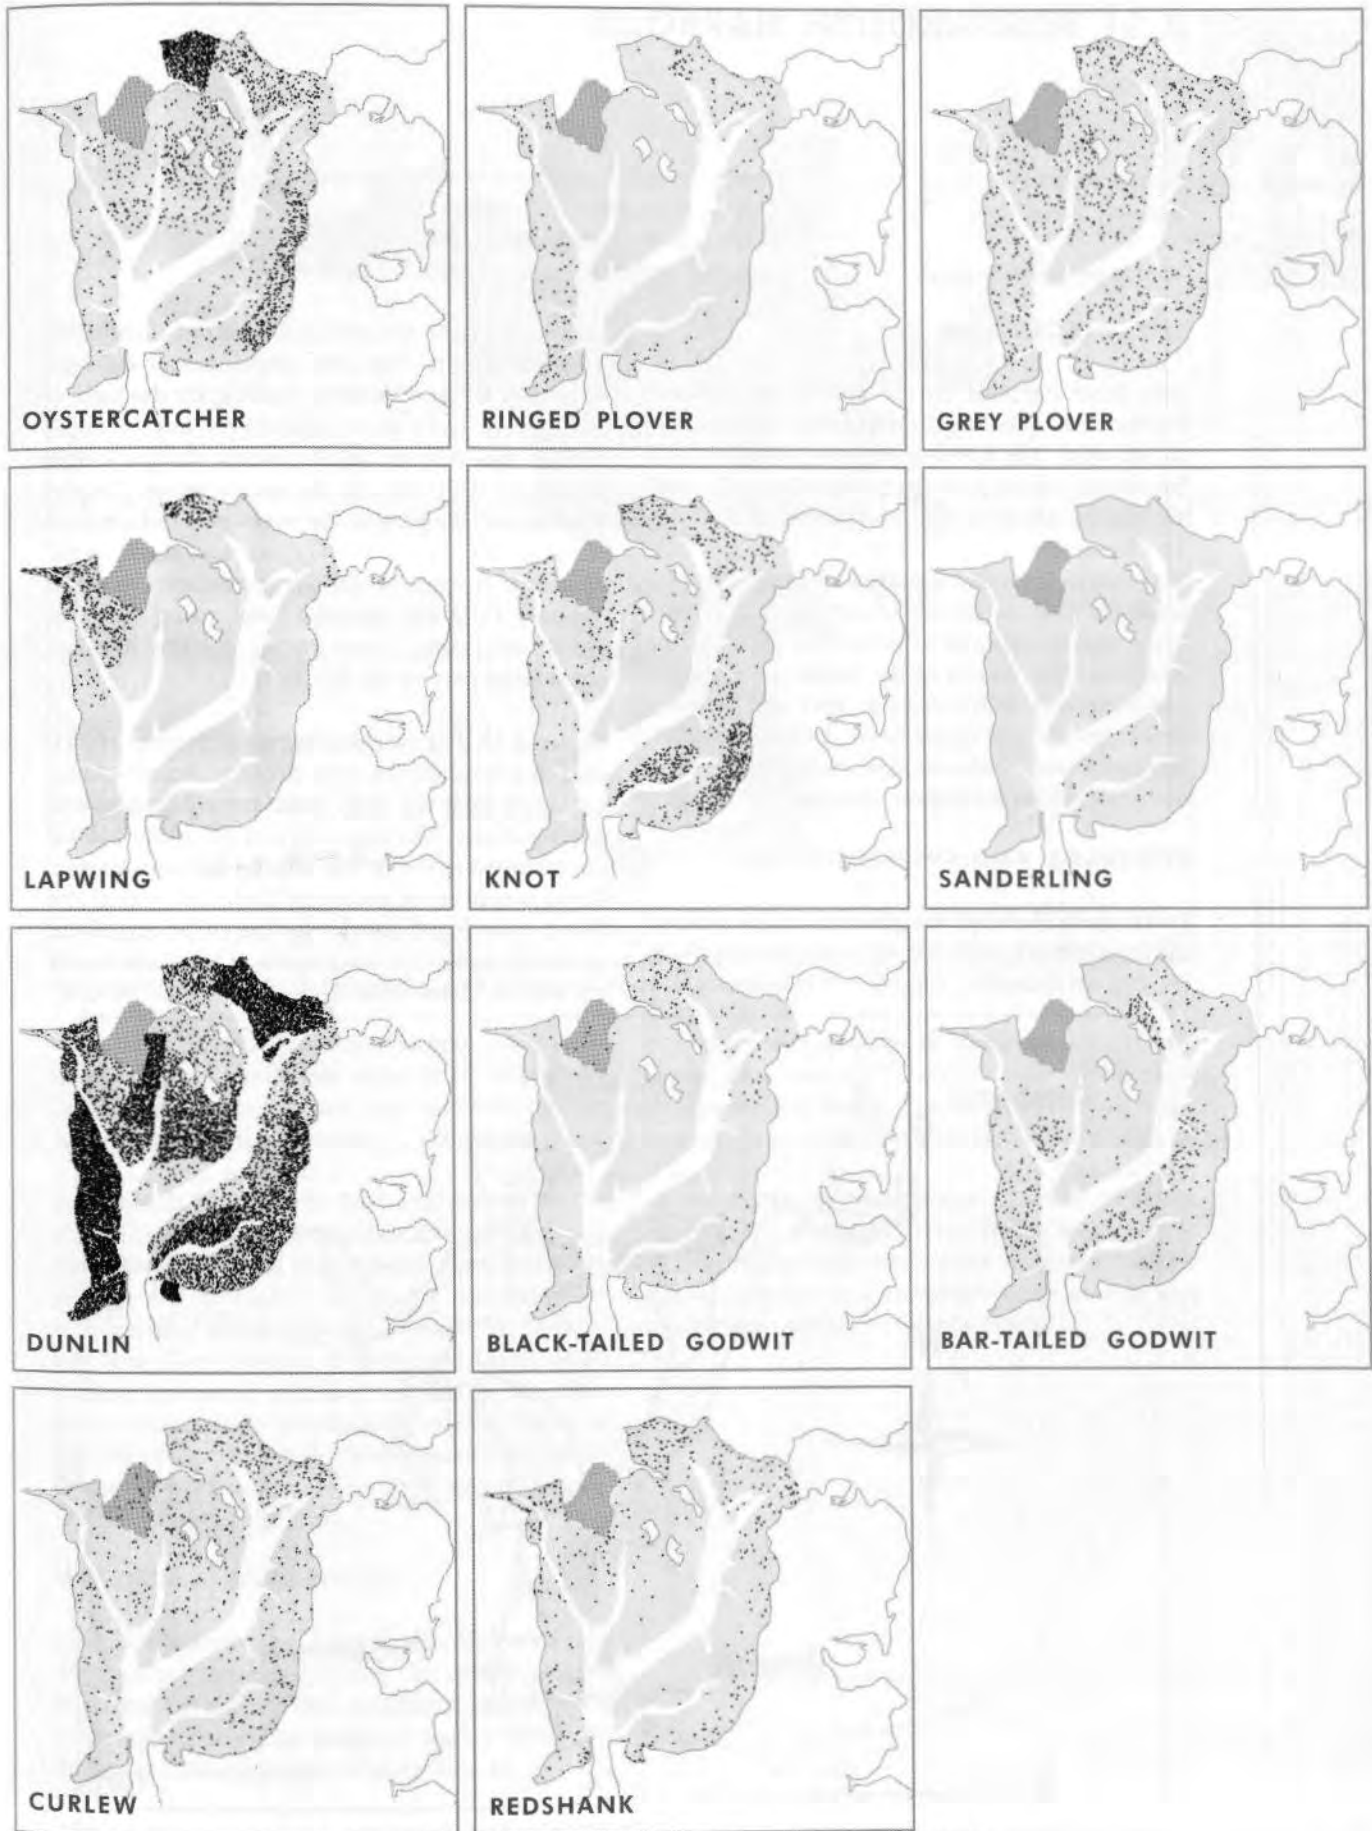 OYSTERCATCHER
RINGED PLOVER
GREY PLOVER
LAPWING
KNOT
SANDERLING
DUNLIN
BLACK-TAILED GODWIT
BAR-TAILED GODWIT
CURLEW
REDSHANK